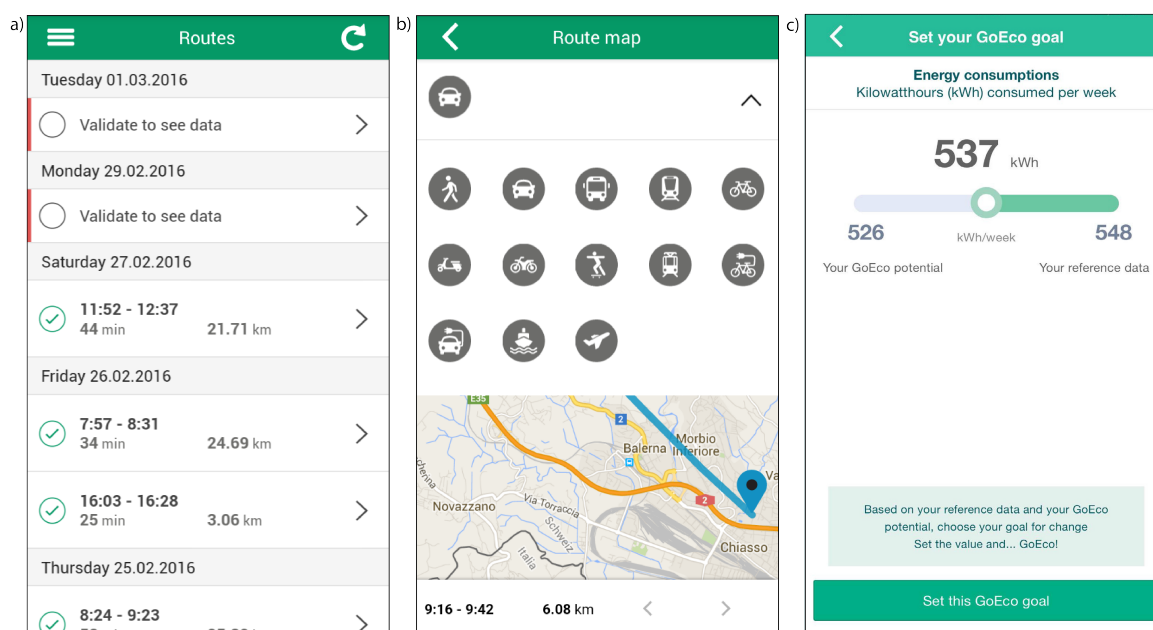 a)
Routes
Tuesday 01.03.2016
Validate to see data
Monday 29.02.2016
Validate to see data
Saturday 27.02.2016
11:52 - 12:37
44 min 21.71 km
Friday 26.02.2016
7:57 - 8:31
34 min 24.69 km
16:03 - 16:28
25 min 3.06 km
Thursday 25.02.2016
8:24 - 9:23
b)
Route map
E35
2
Balerna
Morbio
Inferiore
Va
chenna
Novazzano
Via Torraccia
2
Schweiz
Italia
Chiasso
9:16 - 9:42 6.08 km
c)
Set your GoEco goal
Energy consumptions
Kilowatthours (kWh) consumed per week
537 kWh
526 kWh/week 548
Your GoEco potential Your reference data
Based on your reference data and your GoEco
potential, choose your goal for change
Set the value and... GoEco!
Set this GoEco goal